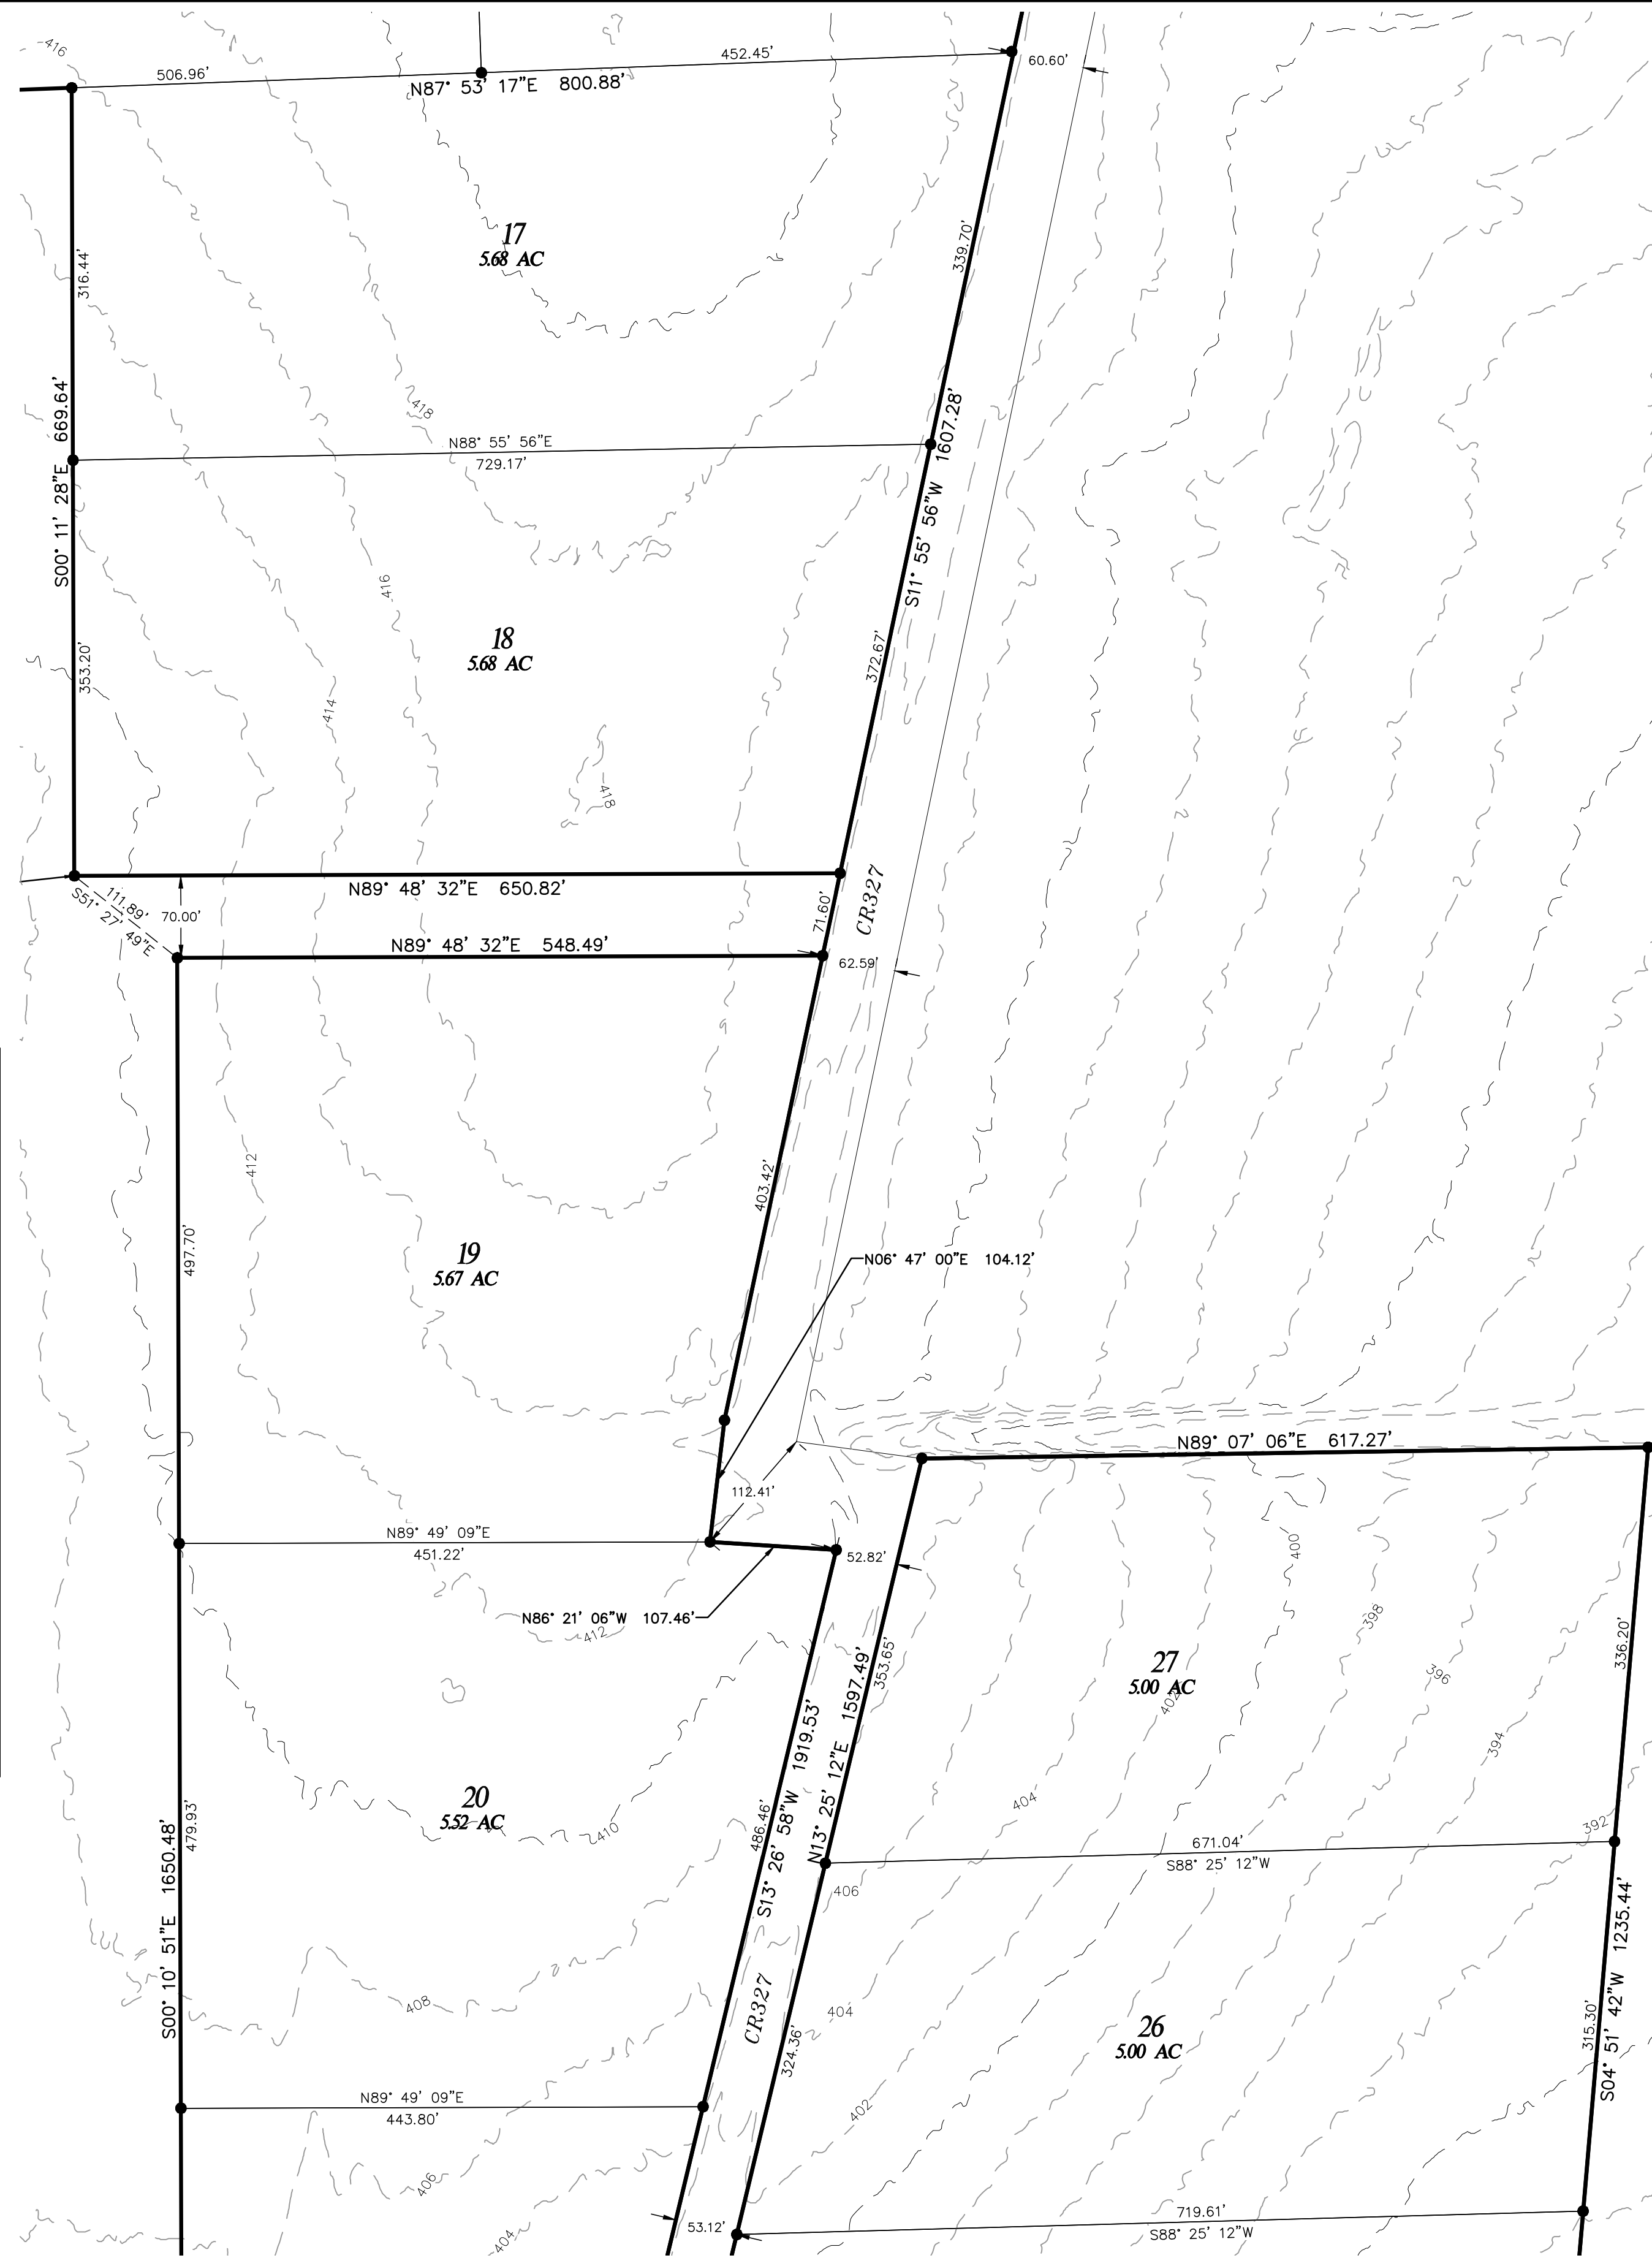 416
506.96'
452.45'
60.60'
N87° 53' 17"E 800.88'
17
5.68 AC
316.44'
339.70'
669.64'
S00° 11' 28"E
418
N88° 55' 56"E
729.17'
1607.28'
S11° 55' 56"W
416
18
5.68 AC
353.20'
372.67'
414
418
N89° 48' 32"E 650.82'
111.89'
S51° 27' 49"E
70.00'
71.60'
CR327
N89° 48' 32"E 548.49'
62.59'
412
403.42'
497.70'
19
5.67 AC
N06° 47' 00"E 104.12'
N89° 07' 06"E 617.27'
112.41'
N89° 49' 09"E
451.22'
52.82'
400
N86° 21' 06"W 107.46'
412
398
336.20'
27
5.00 AC
353.65'
396
402
N13° 25' 12"E 1597.49'
S13° 26' 58"W 1919.53'
394
20
5.52 AC
404
392
486.46'
410
479.93'
S00° 10' 51"E 1650.48'
671.04'
S88° 25' 12"W
406
S04° 51' 42"W 1235.44'
408
CR327
404
26
5.00 AC
315.30'
324.36'
N89° 49' 09"E
443.80'
402
406
719.61'
S88° 25' 12"W
53.12'
404